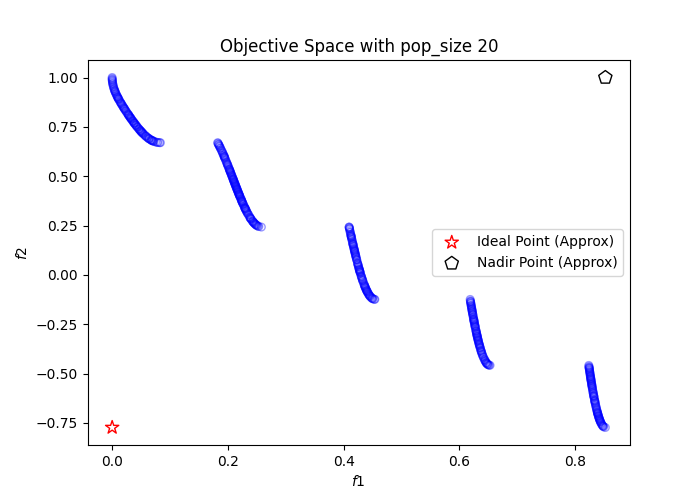 Objective Space with pop_size 20
1.00
0.75
0.50
0.25
0.00
−0.25
−0.50
−0.75
f2
Ideal Point (Approx)
Nadir Point (Approx)
0.0 0.2 0.4 0.6 0.8
f1